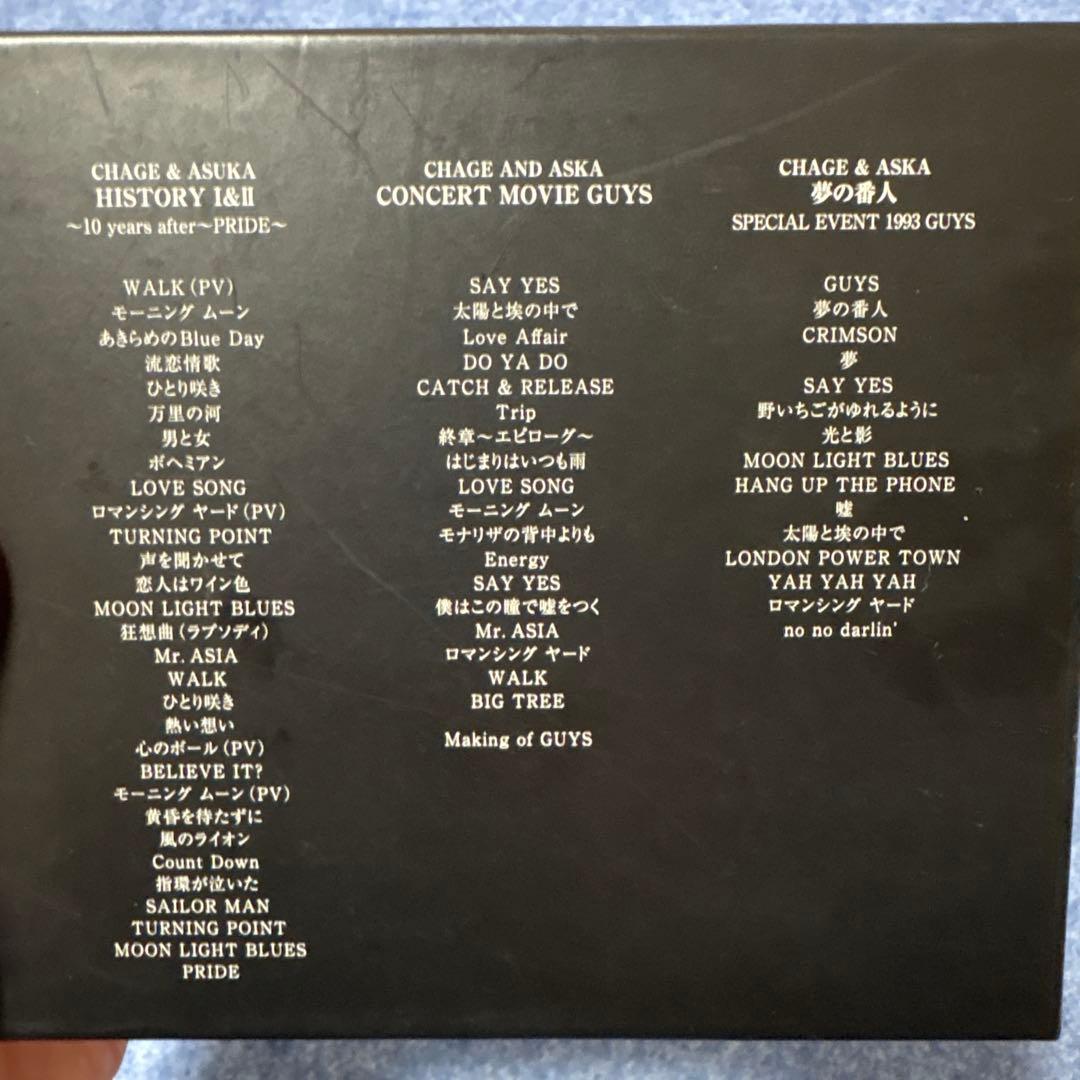 CHAGE & ASUKA
HISTORY I&II
～10 years after～PRIDE～
WALK (PV)
モーニング ムーン
あきらめのBlue Day
流恋情歌
ひとり咲き
万里の河
男と女
ボヘミアン
LOVE SONG
ロマンシング ヤード (PV)
TURNING POINT
声を聞かせて
恋人はワイン色
MOON LIGHT BLUES
狂想曲 (ラプソディ)
Mr. ASIA
WALK
ひとり咲き
熱い想い
心のボール (PV)
BELIEVE IT?
モーニング ムーン (PV)
黄昏を待たずに
風のライオン
Count Down
指環が泣いた
SAILOR MAN
TURNING POINT
MOON LIGHT BLUES
PRIDE
CHAGE AND ASKA
CONCERT MOVIE GUYS
SAY YES
太陽と埃の中で
Love Affair
DO YA DO
CATCH & RELEASE
Trip
終章～エピローグ～
はじまりはいつも雨
LOVE SONG
モーニング ムーン
モナリザの背中よりも
Energy
SAY YES
僕はこの瞳で嘘をつく
Mr. ASIA
ロマンシング ヤード
WALK
BIG TREE
Making of GUYS
CHAGE & ASKA
夢の番人
SPECIAL EVENT 1993 GUYS
GUYS
夢の番人
CRIMSON
夢
SAY YES
野いちごがゆれるように
光と影
MOON LIGHT BLUES
HANG UP THE PHONE
嘘
太陽と埃の中で
LONDON POWER TOWN
YAH YAH YAH
ロマンシング ヤード
no no darlin'